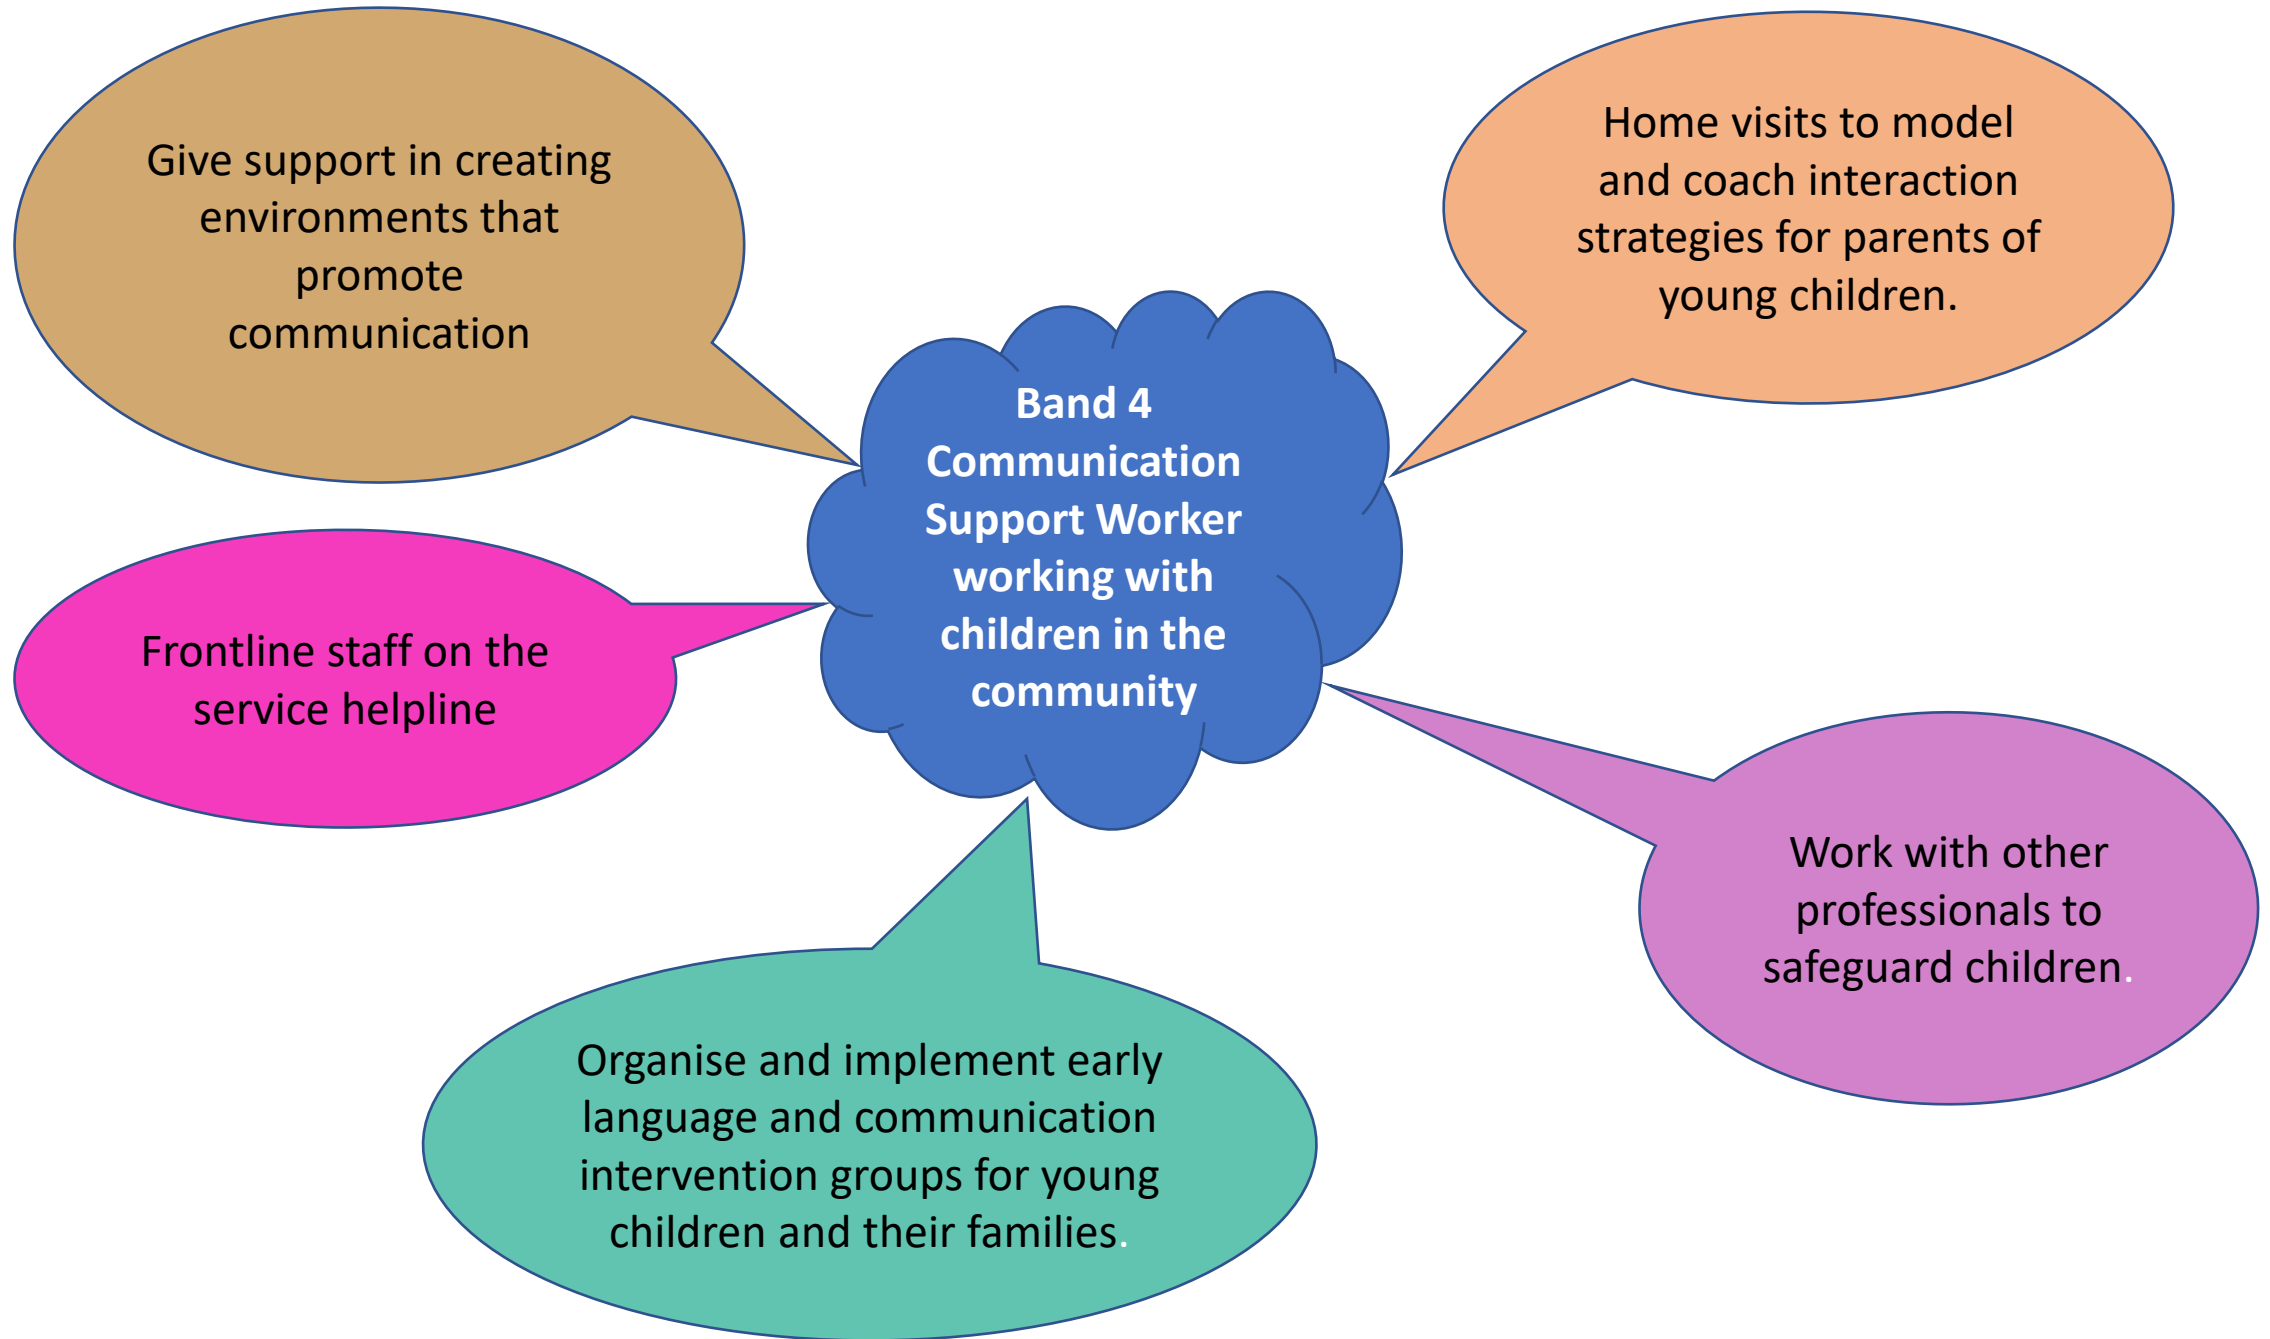 Give support in creating
environments that
promote
communication
Home visits to model
and coach interaction
strategies for parents of
young children.
Band 4
Communication
Support Worker
working with
children in the
community
Frontline staff on the
service helpline
Work with other
professionals to
safeguard children.
Organise and implement early
language and communication
intervention groups for young
children and their families.